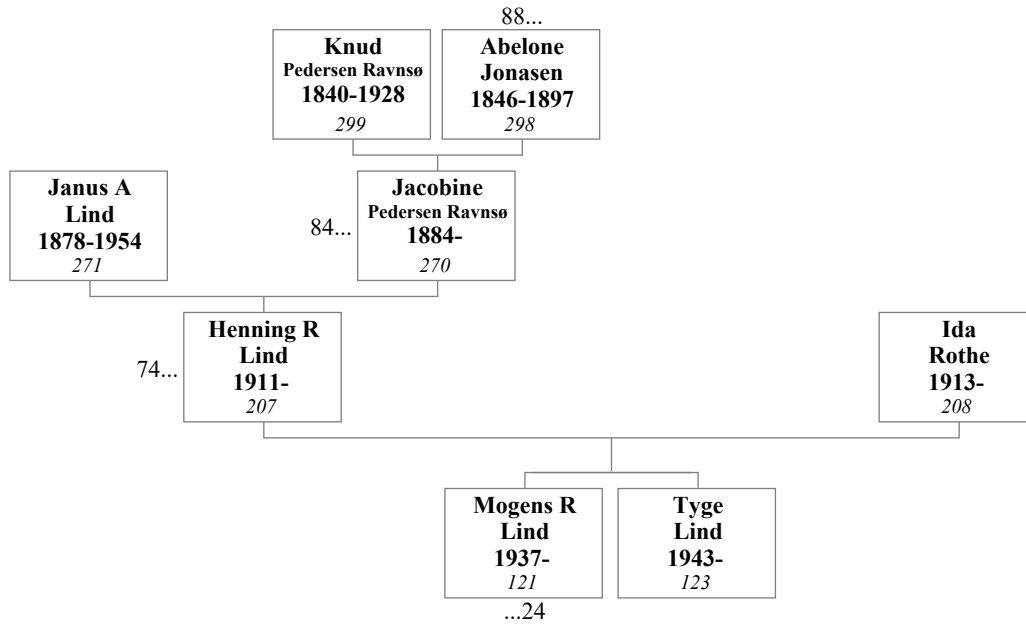 88...
Knud
Pedersen Ravnsø
1840-1928
299
Abelone
Jonasen
1846-1897
298
Janus A
Lind
1878-1954
271
84...
Jacobine
Pedersen Ravnsø
1884-
270
74...
Henning R
Lind
1911-
207
Ida
Rothe
1913-
208
Mogens R
Lind
1937-
121
...24
Tyge
Lind
1943-
123